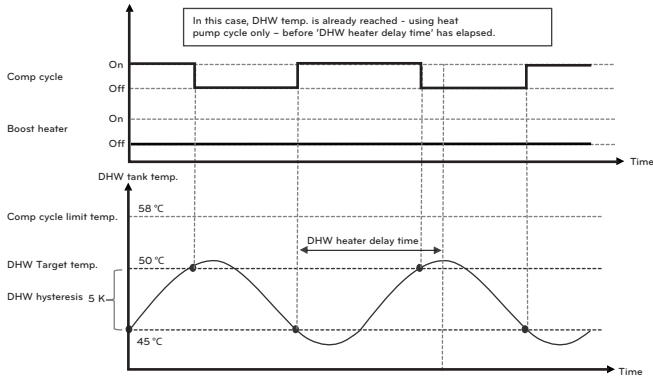 In this case, DHW temp. is already reached - using heat
pump cycle only – before 'DHW heater delay time' has elapsed.
On
Comp cycle
Off
On
Boost heater
Off
Time
DHW tank temp.
58 °C
Comp cycle limit temp.
DHW heater delay time
50 °C
DHW Target temp.
DHW hysteresis 5 K
45 °C
Time